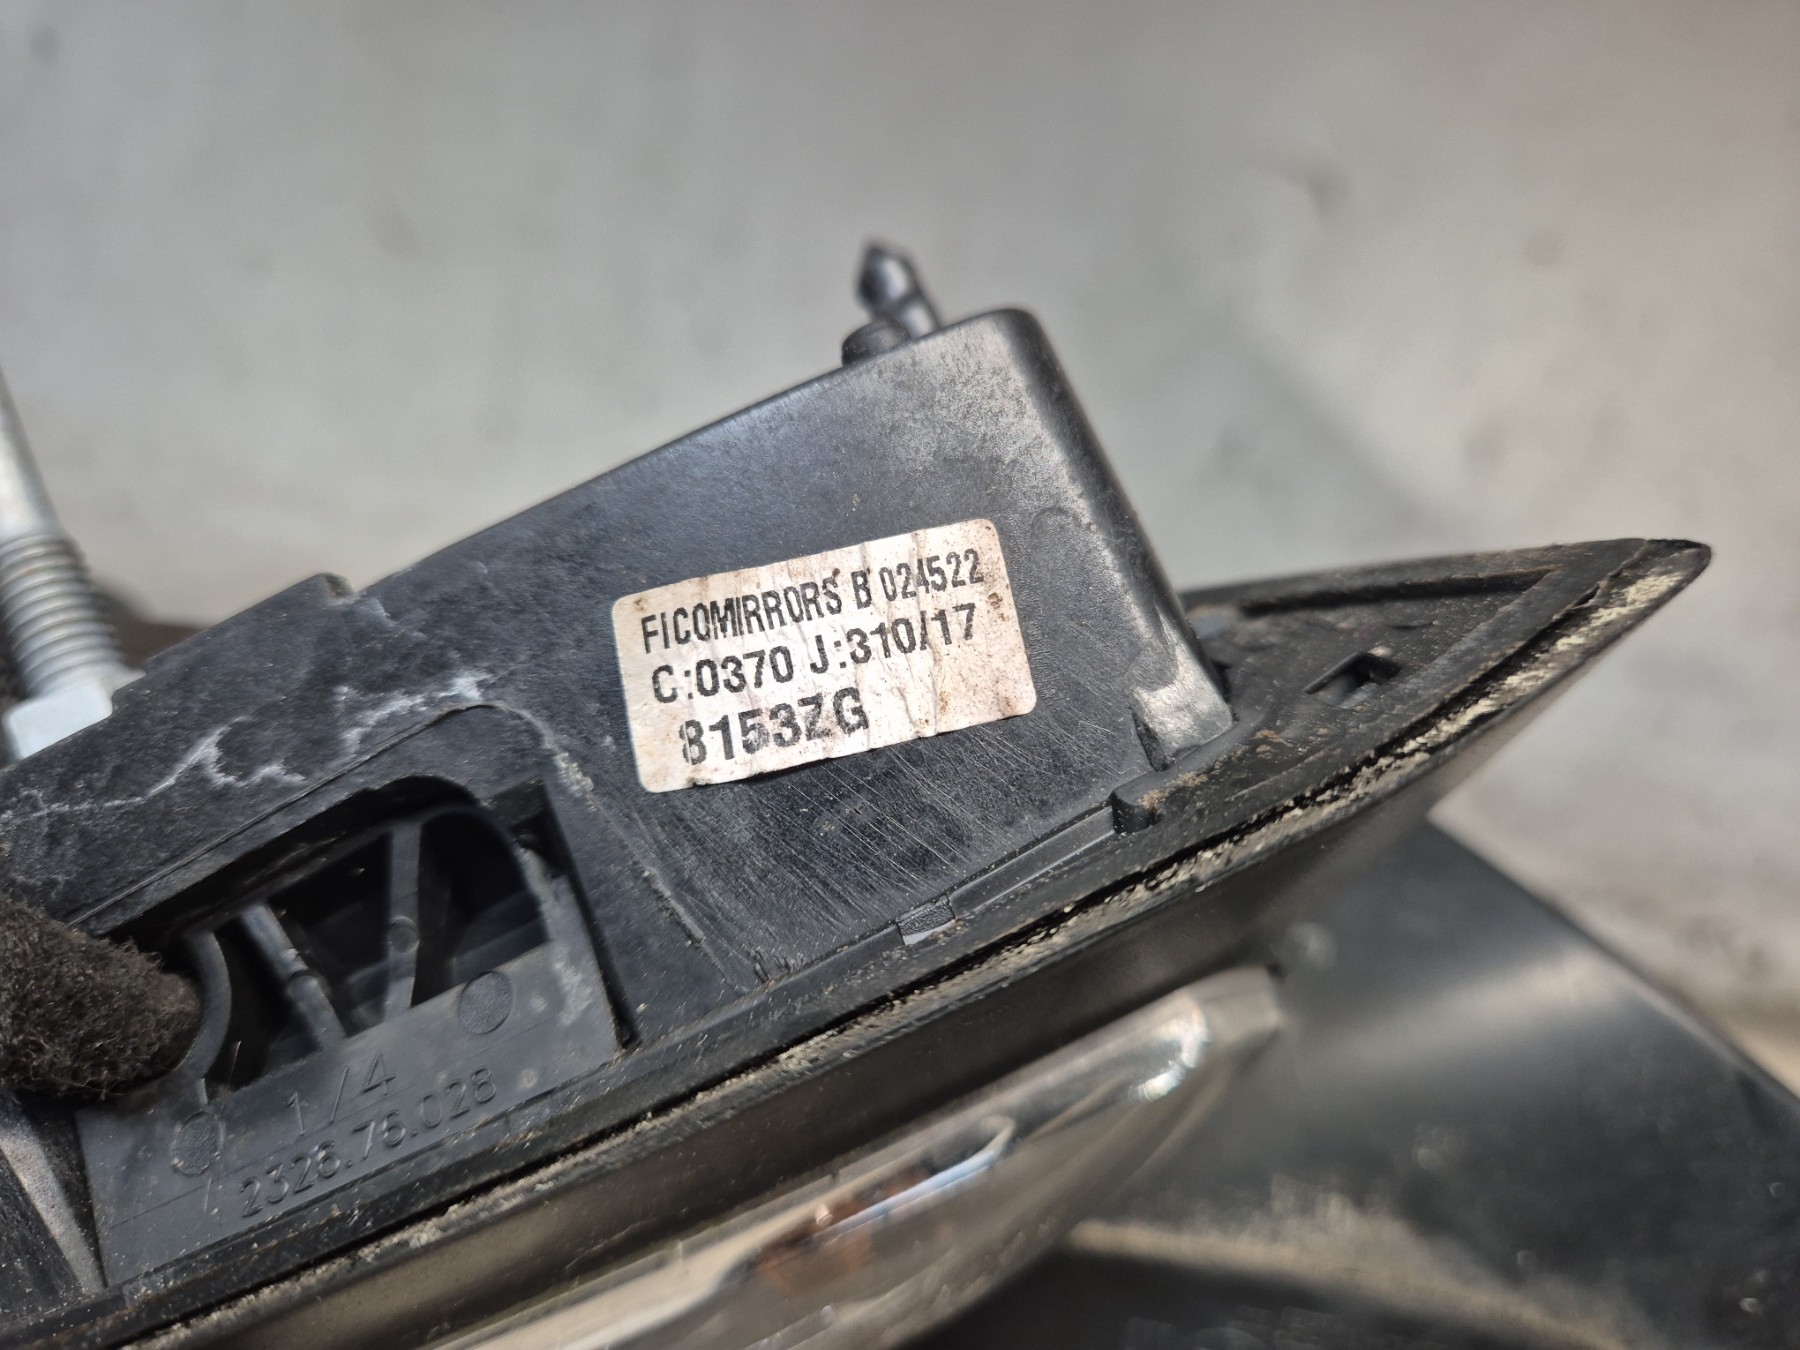 FICOMIRRORS B 024522
C:0370 J:310/17
8153ZG
1/4
2326.76.028